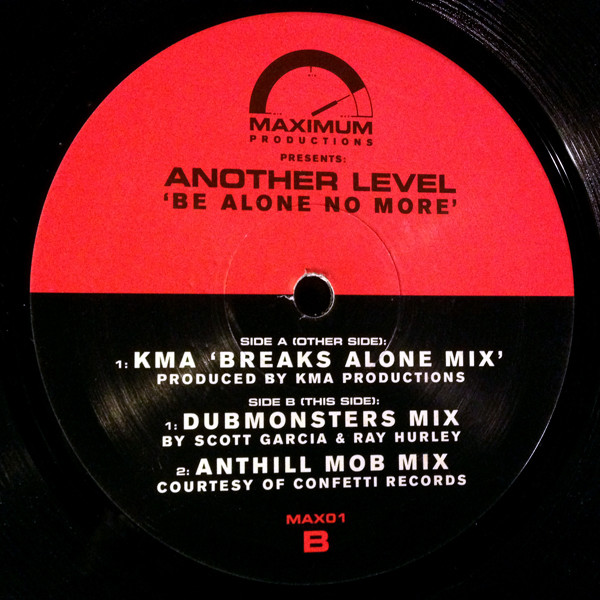 MAXIMUM
PRODUCTIONS
PRESENTS:
ANOTHER LEVEL
'BE ALONE NO MORE'
SIDE A (OTHER SIDE):
1: KMA 'BREAKS ALONE MIX'
PRODUCED BY KMA PRODUCTIONS
SIDE B (THIS SIDE):
1: DUBMONSTERS MIX
BY SCOTT GARCIA & RAY HURLEY
2: ANTHILL MOB MIX
COURTESY OF CONFETTI RECORDS
MAX01
B